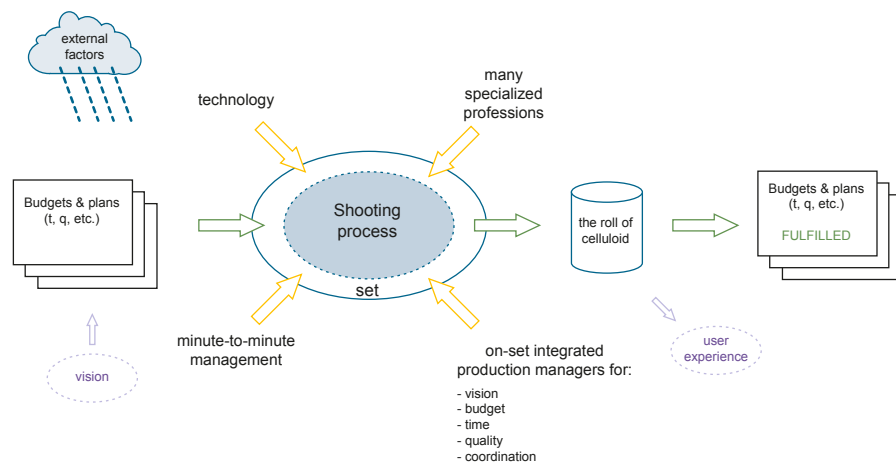 external
factors
technology
many
specialized
professions
Budgets & plans
(t, q, etc.)
Shooting
process
set
the roll of
celluloid
Budgets & plans
(t, q, etc.)
FULFILLED
vision
minute-to-minute
management
on-set integrated
production managers for:
- vision
- budget
- time
- quality
- coordination
user
experience